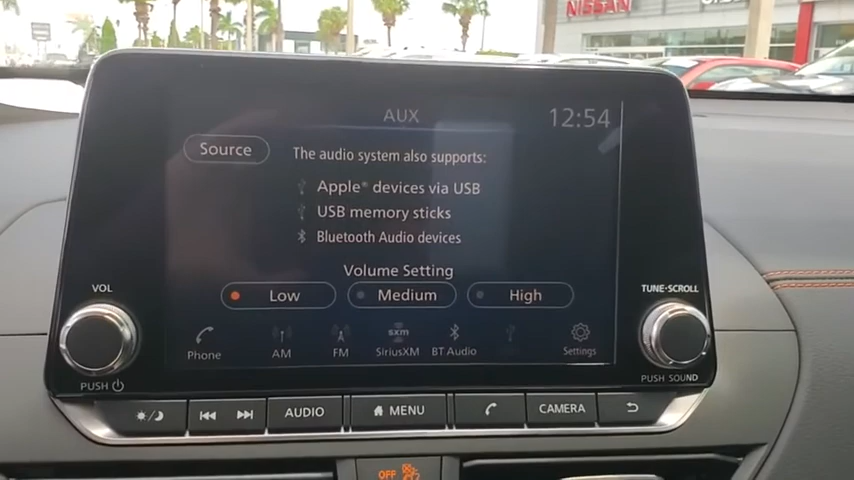 NISSAN
AUX
12:54
Source
The audio system also supports:
Apple® devices via USB
USB memory sticks
Bluetooth Audio devices
Volume Setting
Low
Medium
High
VOL
TUNE·SCROLL
Phone
AM
FM
sxm
SiriusXM
BT Audio
Settings
PUSH
PUSH SOUND
AUDIO
MENU
CAMERA
OFF